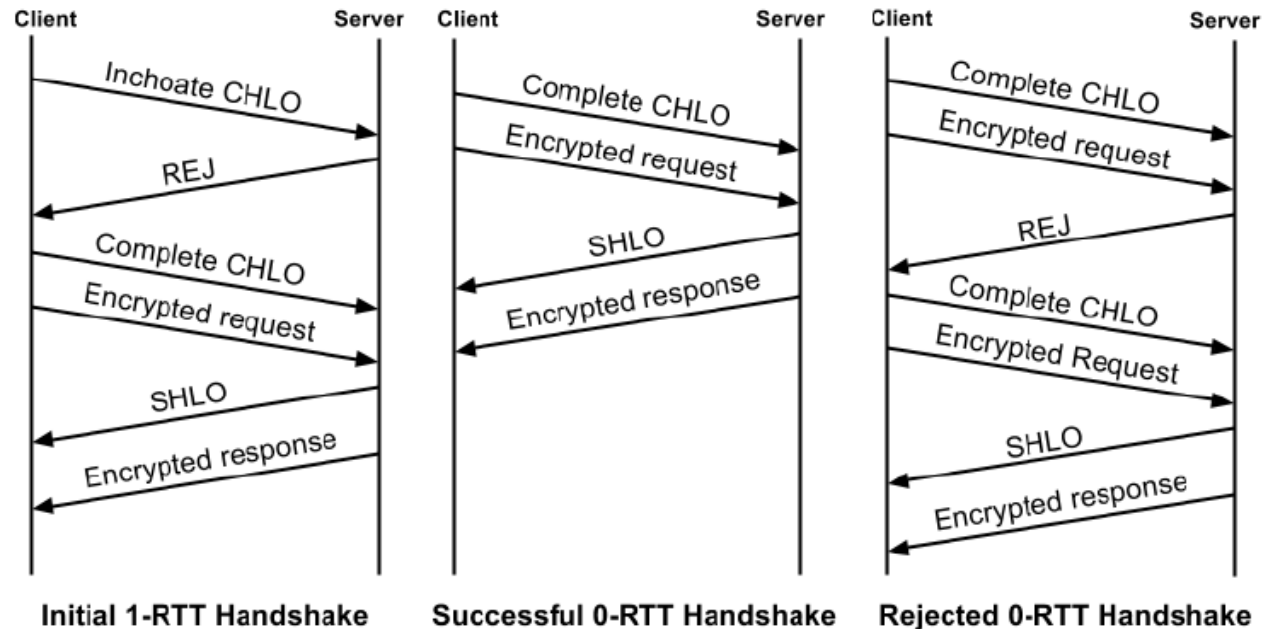 Client Server
Inchoate CHLO
REJ
Complete CHLO
Encrypted request
SHLO
Encrypted response
Initial 1-RTT Handshake
Client Server
Complete CHLO
Encrypted request
SHLO
Encrypted response
Successful 0-RTT Handshake
Client Server
Complete CHLO
Encrypted request
REJ
Complete CHLO
Encrypted Request
SHLO
Encrypted response
Rejected 0-RTT Handshake